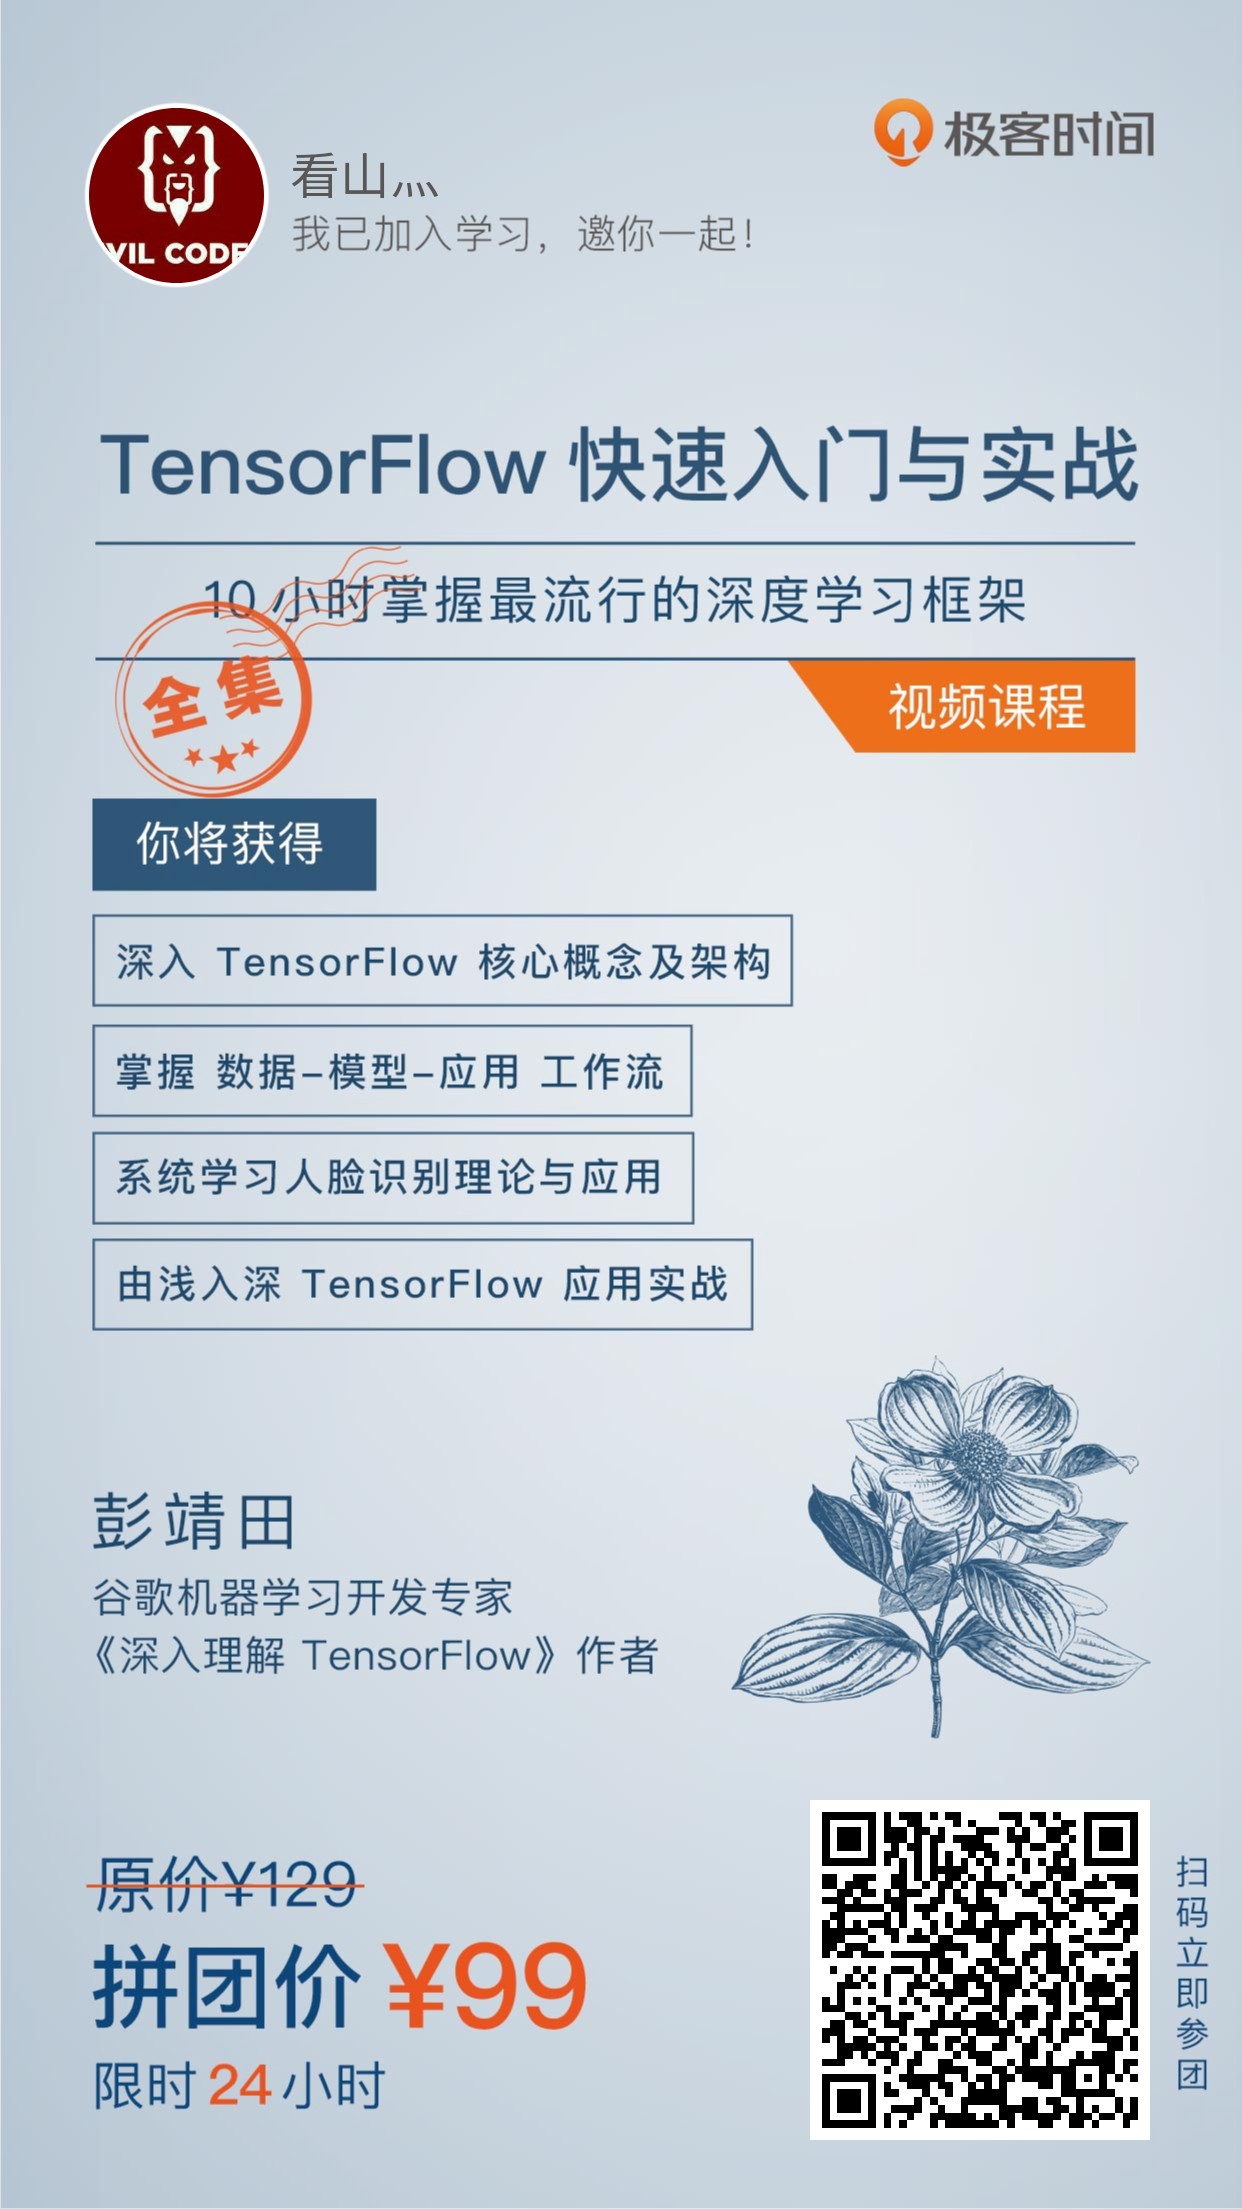 极客时间
看山灬
我已加入学习，邀你一起！
VIL CODE
TensorFlow 快速入门与实战
10 小时掌握最流行的深度学习框架
全集
视频课程
你将获得
深入 TensorFlow 核心概念及架构
掌握 数据-模型-应用 工作流
系统学习人脸识别理论与应用
由浅入深 TensorFlow 应用实战
彭靖田
谷歌机器学习开发专家
《深入理解 TensorFlow》作者
原价¥129
拼团价 ¥99
限时 24 小时
扫码立即参团